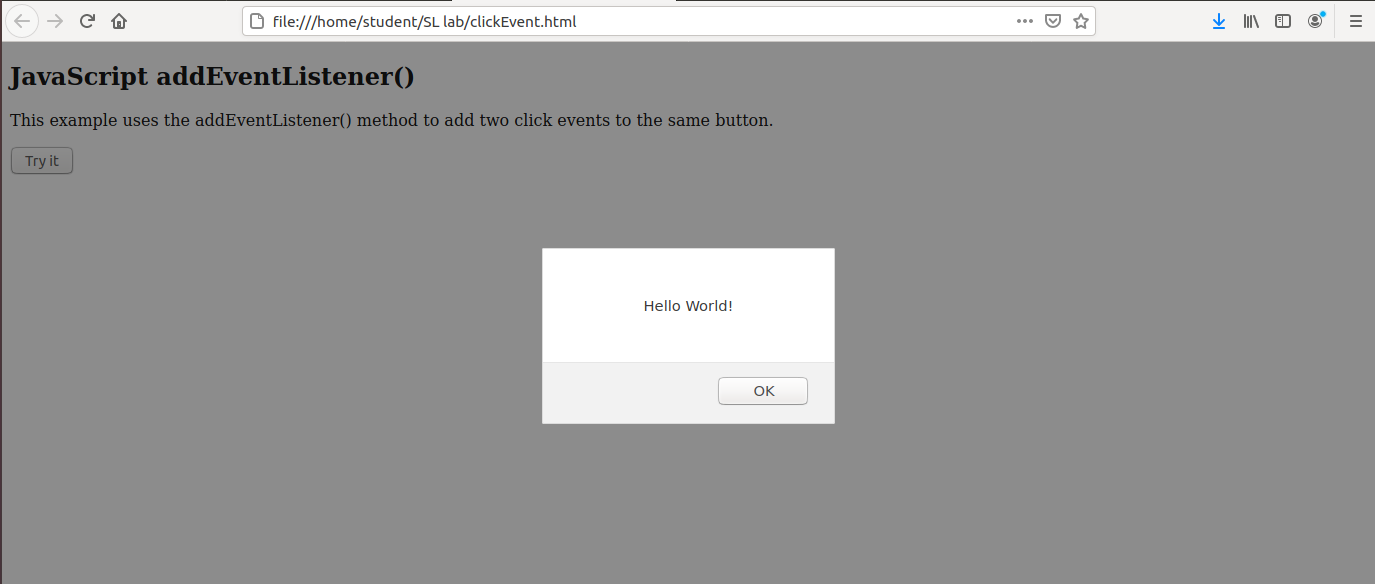 file:///home/student/SL lab/clickEvent.html
JavaScript addEventListener()
This example uses the addEventListener() method to add two click events to the same button.
Try it
Hello World!
OK